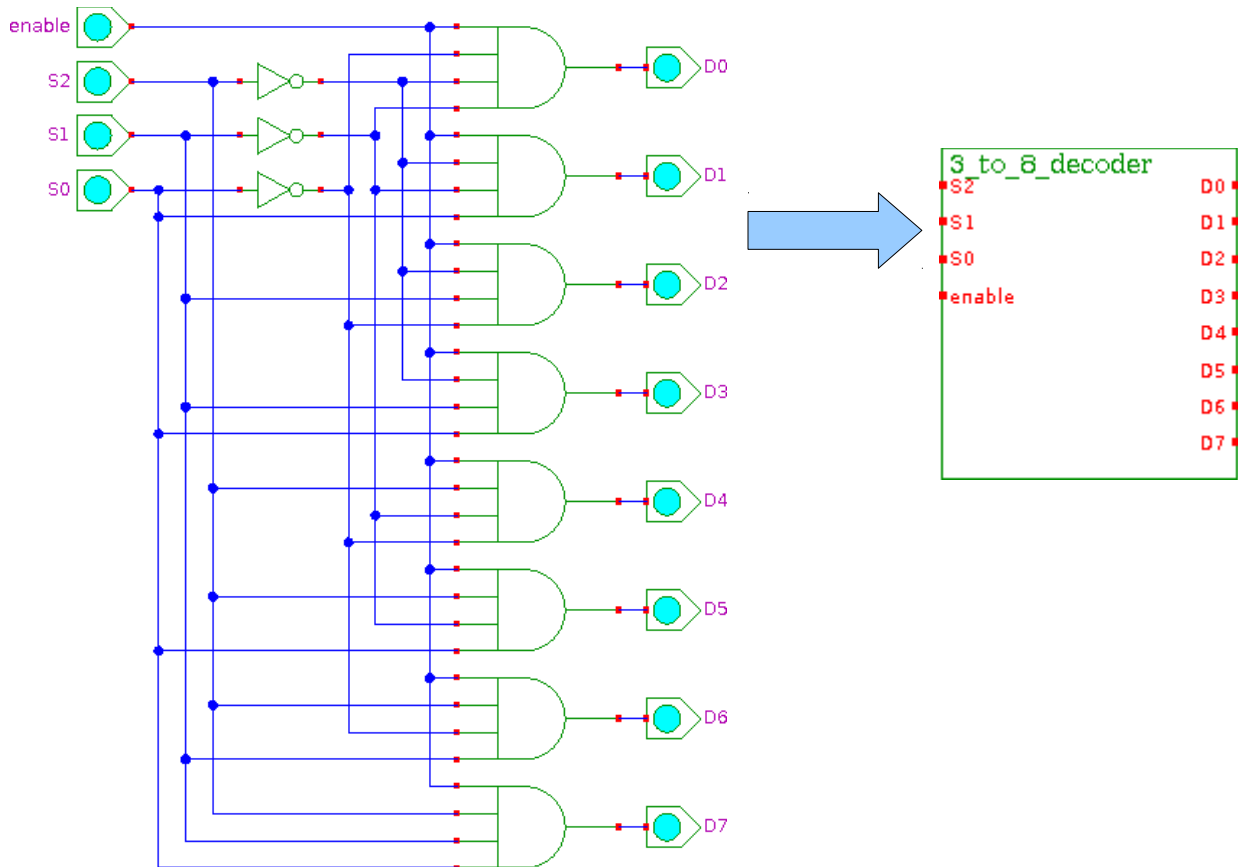 enable
S2
S1
S0
D0
D1
D2
D3
D4
D5
D6
D7
3_to_8_decoder
S2 D0
S1 D1
S0 D2
enable D3
D4
D5
D6
D7